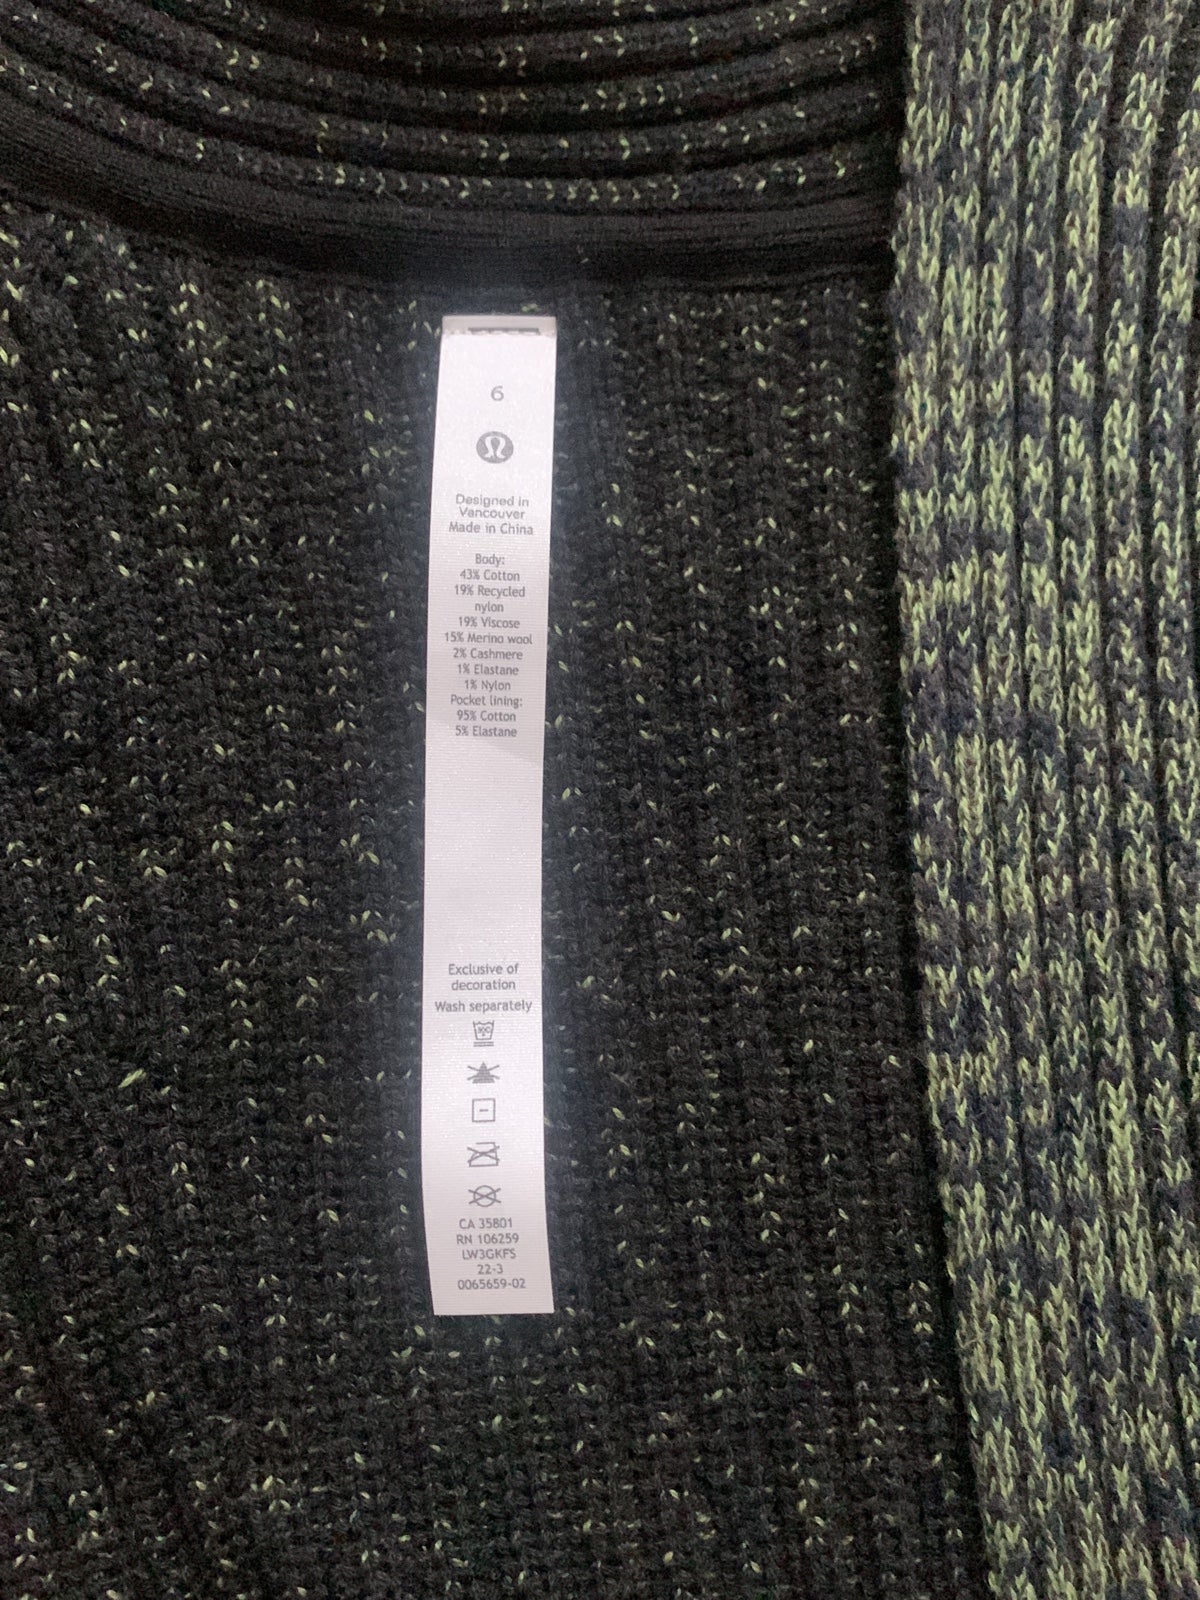 6
Designed in
Vancouver
Made in China
Body:
43% Cotton
19% Recycled
nylon
19% Viscose
15% Merino wool
2% Cashmere
1% Elastane
1% Nylon
Pocket lining:
95% Cotton
5% Elastane
Exclusive of
decoration
Wash separately
30C
CA 35801
RN 106259
LW3GKFS
22-3
0065659-02